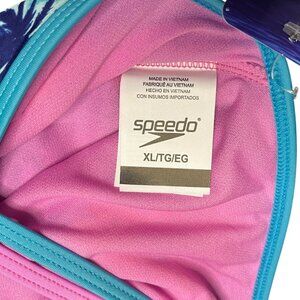 MADE IN VIETNAM
FABRIQUÉ AU VIETNAM
HECHO EN VIETNAM
CON INSUMOS IMPORTADOS
speedo
XL/TG/EG